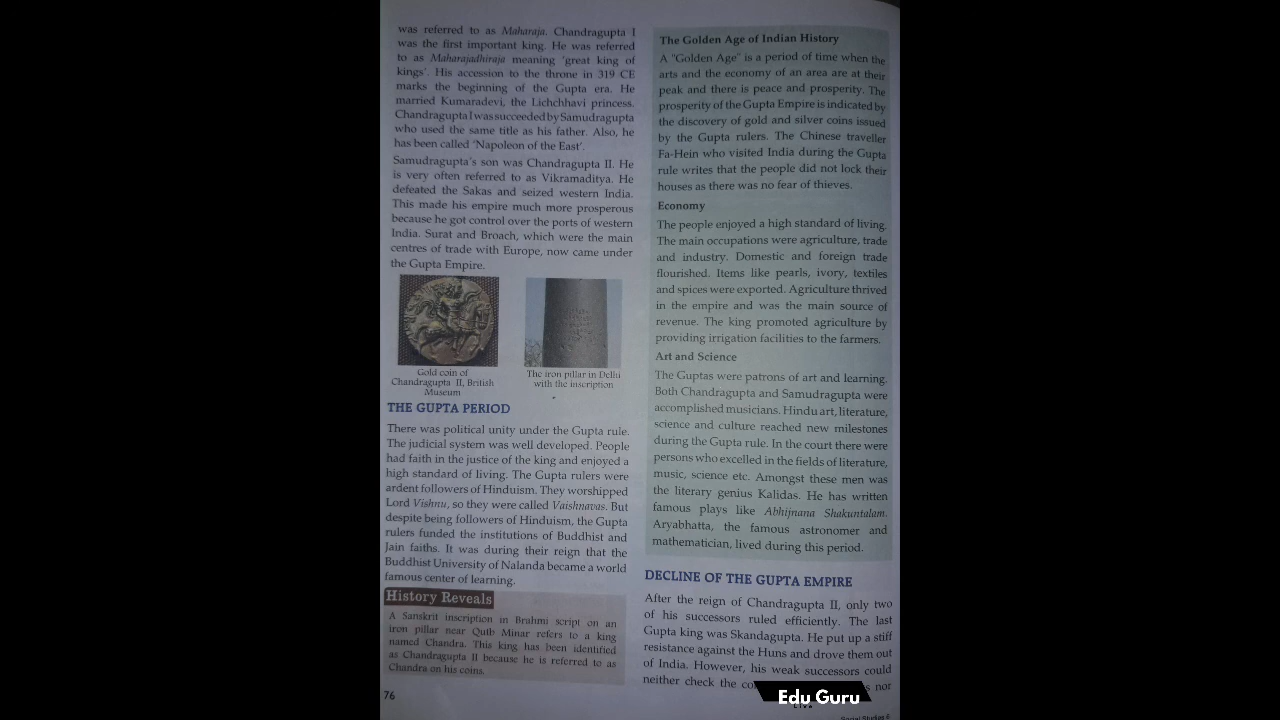 was referred to as Maharaja. Chandragupta I
was the first important king. He was referred
to as Maharajadhiraja meaning 'great king of
kings'. His accession to the throne in 319 CE
marks the beginning of the Gupta era. He
married Kumaradevi, the Lichchhavi princess.
Chandragupta I was succeeded by Samudragupta
who used the same title as his father. Also, he
has been called 'Napoleon of the East'.
Samudragupta's son was Chandragupta II. He
is very often referred to as Vikramaditya. He
defeated the Sakas and seized western India.
This made his empire much more prosperous
because he got control over the ports of western
India. Surat and Broach, which were the main
centres of trade with Europe, now came under
the Gupta Empire.
Gold coin of
Chandragupta II, British
Museum
The iron pillar in Delhi
with the inscription
THE GUPTA PERIOD
There was political unity under the Gupta rule.
The judicial system was well developed. People
had faith in the justice of the king and enjoyed a
high standard of living. The Gupta rulers were
ardent followers of Hinduism. They worshipped
Lord Vishnu, so they were called Vaishnavas. But
despite being followers of Hinduism, the Gupta
rulers funded the institutions of Buddhist and
Jain faiths. It was during their reign that the
Buddhist University of Nalanda became a world
famous center of learning.
History Reveals
A Sanskrit inscription in Brahmi script on an
iron pillar near Qutb Minar refers to a king
named Chandra. This king has been identified
as Chandragupta II because he is referred to as
Chandra on his coins.
76
The Golden Age of Indian History
A "Golden Age" is a period of time when the
arts and the economy of an area are at their
peak and there is peace and prosperity. The
prosperity of the Gupta Empire is indicated by
the discovery of gold and silver coins issued
by the Gupta rulers. The Chinese traveller
Fa-Hein who visited India during the Gupta
rule writes that the people did not lock their
houses as there was no fear of thieves.
Economy
The people enjoyed a high standard of living.
The main occupations were agriculture, trade
and industry. Domestic and foreign trade
flourished. Items like pearls, ivory, textiles
and spices were exported. Agriculture thrived
in the empire and was the main source of
revenue. The king promoted agriculture by
providing irrigation facilities to the farmers.
Art and Science
The Guptas were patrons of art and learning.
Both Chandragupta and Samudragupta were
accomplished musicians. Hindu art, literature,
science and culture reached new milestones
during the Gupta rule. In the court there were
persons who excelled in the fields of literature,
music, science etc. Amongst these men was
the literary genius Kalidas. He has written
famous plays like Abhijnana Shakuntalam.
Aryabhatta, the famous astronomer and
mathematician, lived during this period.
DECLINE OF THE GUPTA EMPIRE
After the reign of Chandragupta II, only two
of his successors ruled efficiently. The last
Gupta king was Skandagupta. He put up a stiff
resistance against the Huns and drove them out
of India. However, his weak successors could
neither check the nor
Edu Guru
Social Studies 6